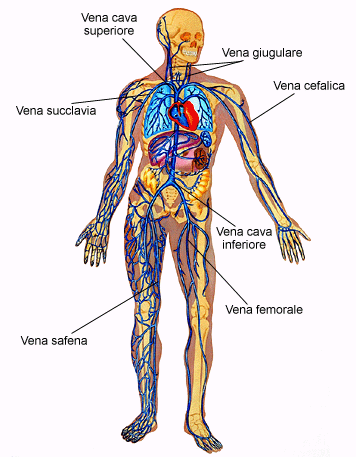 Vena cava
superiore
Vena giugulare
Vena cefalica
Vena succlavia
Vena cava
inferiore
Vena femorale
Vena safena